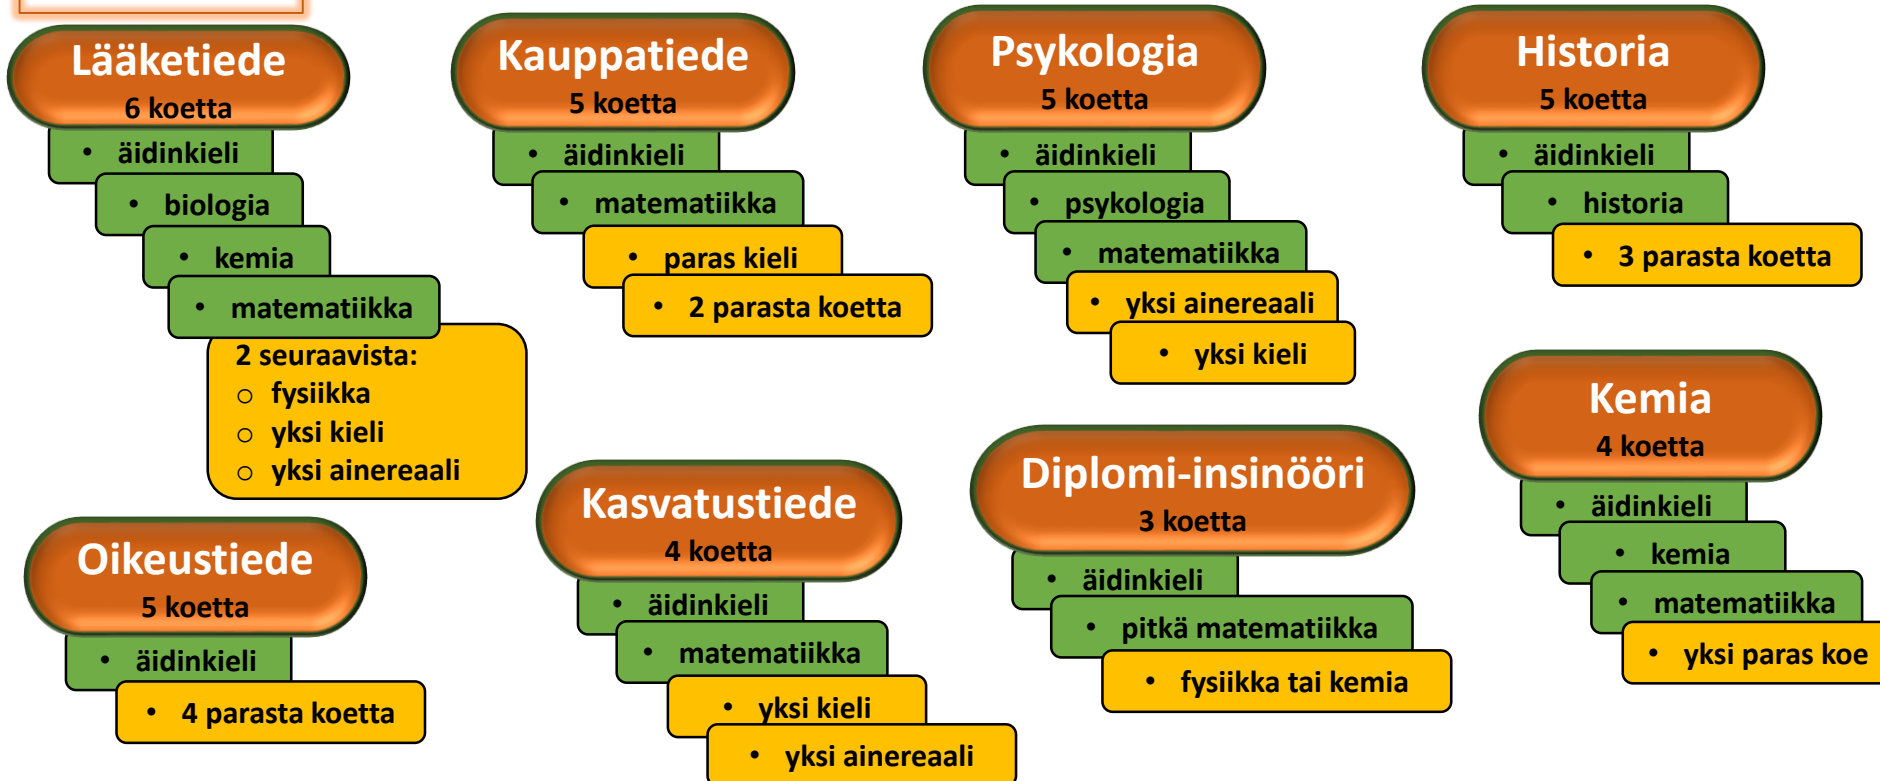 Lääketiede
6 koetta
• äidinkieli
• biologia
• kemia
• matematiikka
2 seuraavista:
o fysiikka
o yksi kieli
o yksi ainereaali
Kauppatiede
5 koetta
• äidinkieli
• matematiikka
• paras kieli
• 2 parasta koetta
Psykologia
5 koetta
• äidinkieli
• psykologia
• matematiikka
• yksi ainereaali
• yksi kieli
Historia
5 koetta
• äidinkieli
• historia
• 3 parasta koetta
Oikeustiede
5 koetta
• äidinkieli
• 4 parasta koetta
Kasvatustiede
4 koetta
• äidinkieli
• matematiikka
• yksi kieli
• yksi ainereaali
Diplomi-insinööri
3 koetta
• äidinkieli
• pitkä matematiikka
• fysiikka tai kemia
Kemia
4 koetta
• äidinkieli
• kemia
• matematiikka
• yksi paras koe